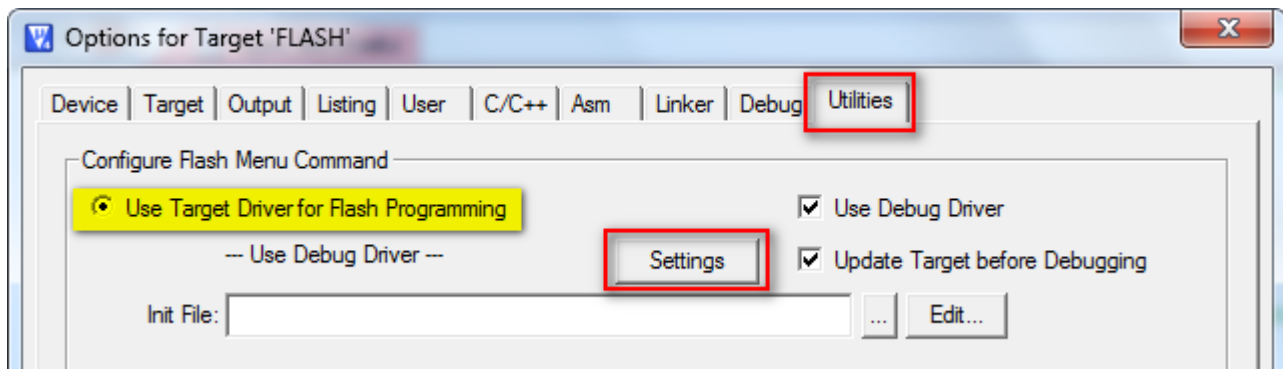 Options for Target 'FLASH'
Device Target Output Listing User C/C++ Asm Linker Debug Utilities
Configure Flash Menu Command
Use Target Driver for Flash Programming Use Debug Driver
--- Use Debug Driver --- Settings Update Target before Debugging
Init File: ... Edit...